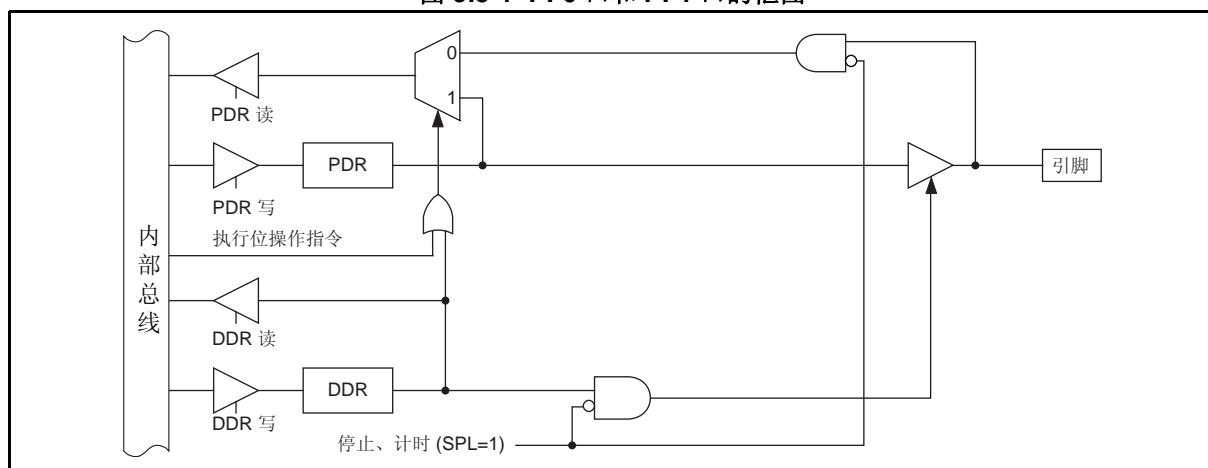 0
1
PDR 读
PDR
引脚
PDR 写
执行位操作指令
内部总线
DDR 读
DDR
DDR 写
停止、计时 (SPL=1)